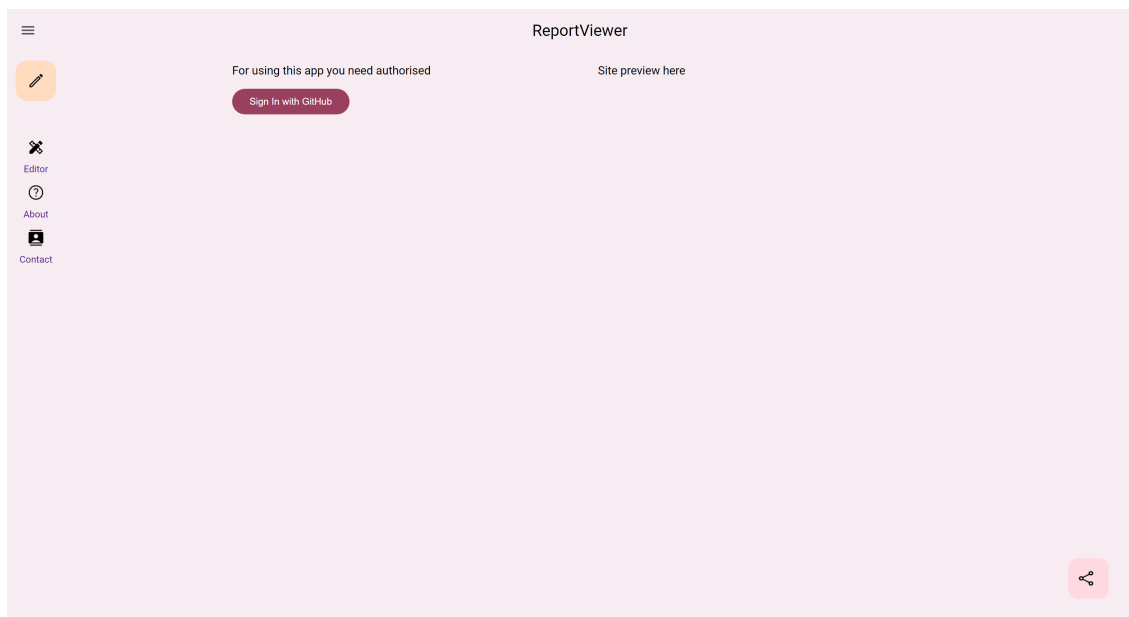 ReportViewer
For using this app you need authorised
Site preview here
Sign In with GitHub
Editor
About
Contact